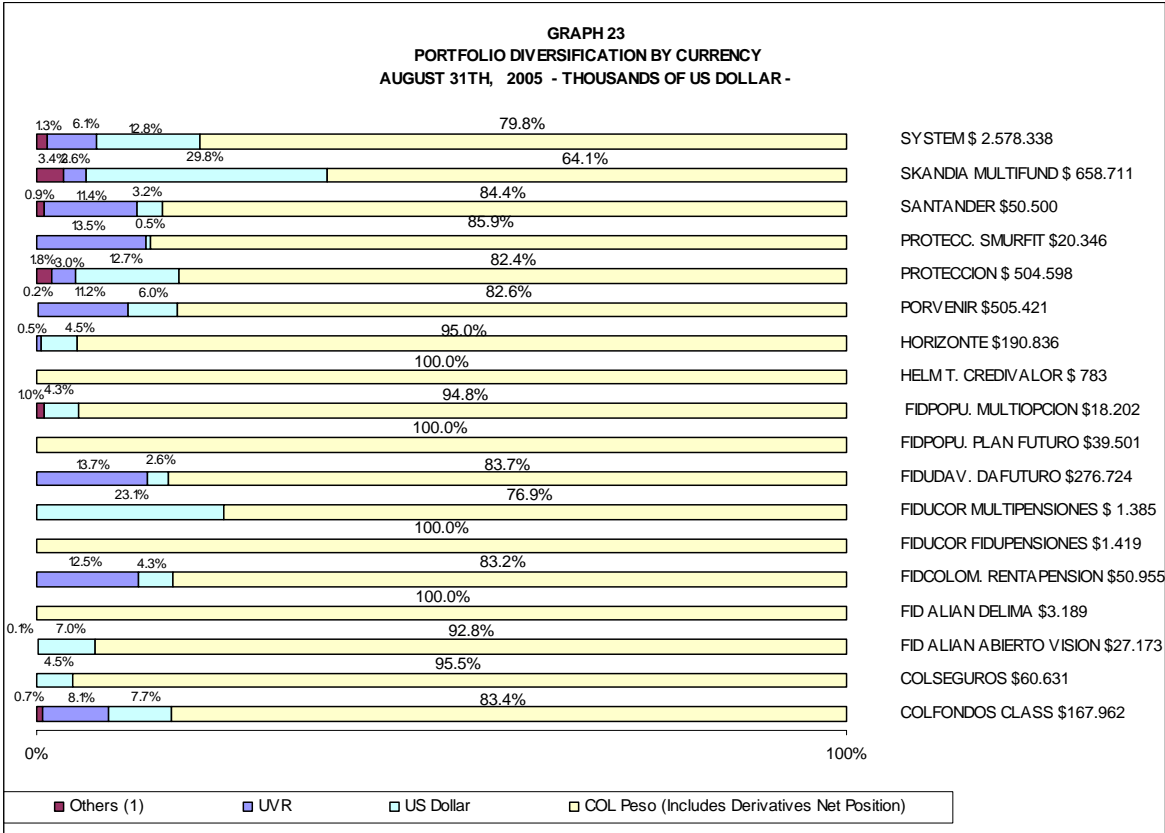 GRAPH 23
PORTFOLIO DIVERSIFICATION BY CURRENCY
AUGUST 31TH, 2005 - THOUSANDS OF US DOLLAR -
1.3% 6.1% 12.8% 79.8% SYSTEM $ 2.578.338
3.4% 2.6% 29.8% 64.1% SKANDIA MULTIFUND $ 658.711
0.9% 11.4% 3.2% 84.4% SANTANDER $50.500
13.5% 0.5% 85.9% PROTECC. SMURFIT $20.346
1.8% 3.0% 12.7% 82.4% PROTECCION $ 504.598
0.2% 11.2% 6.0% 82.6% PORVENIR $505.421
0.5% 4.5% 95.0% HORIZONTE $190.836
100.0% HELM T. CREDIVALOR $ 783
1.0% 4.3% 94.8% FIDPOPU. MULTIOPCION $18.202
100.0% FIDPOPU. PLAN FUTURO $39.501
13.7% 2.6% 83.7% FIDUDAV. DAFUTURO $276.724
23.1% 76.9% FIDUCOR MULTIPENSIONES $ 1.385
100.0% FIDUCOR FIDUPENSIONES $1.419
12.5% 4.3% 83.2% FIDCOLOM. RENTAPENSION $50.955
100.0% FID ALIAN DELIMA $3.189
0.1% 7.0% 92.8% FID ALIAN ABIERTO VISION $27.173
4.5% 95.5% COLSEGUROS $60.631
0.7% 8.1% 7.7% 83.4% COLFONDOS CLASS $167.962
0% 100%
Others (1) UVR US Dollar COL Peso (Includes Derivatives Net Position)